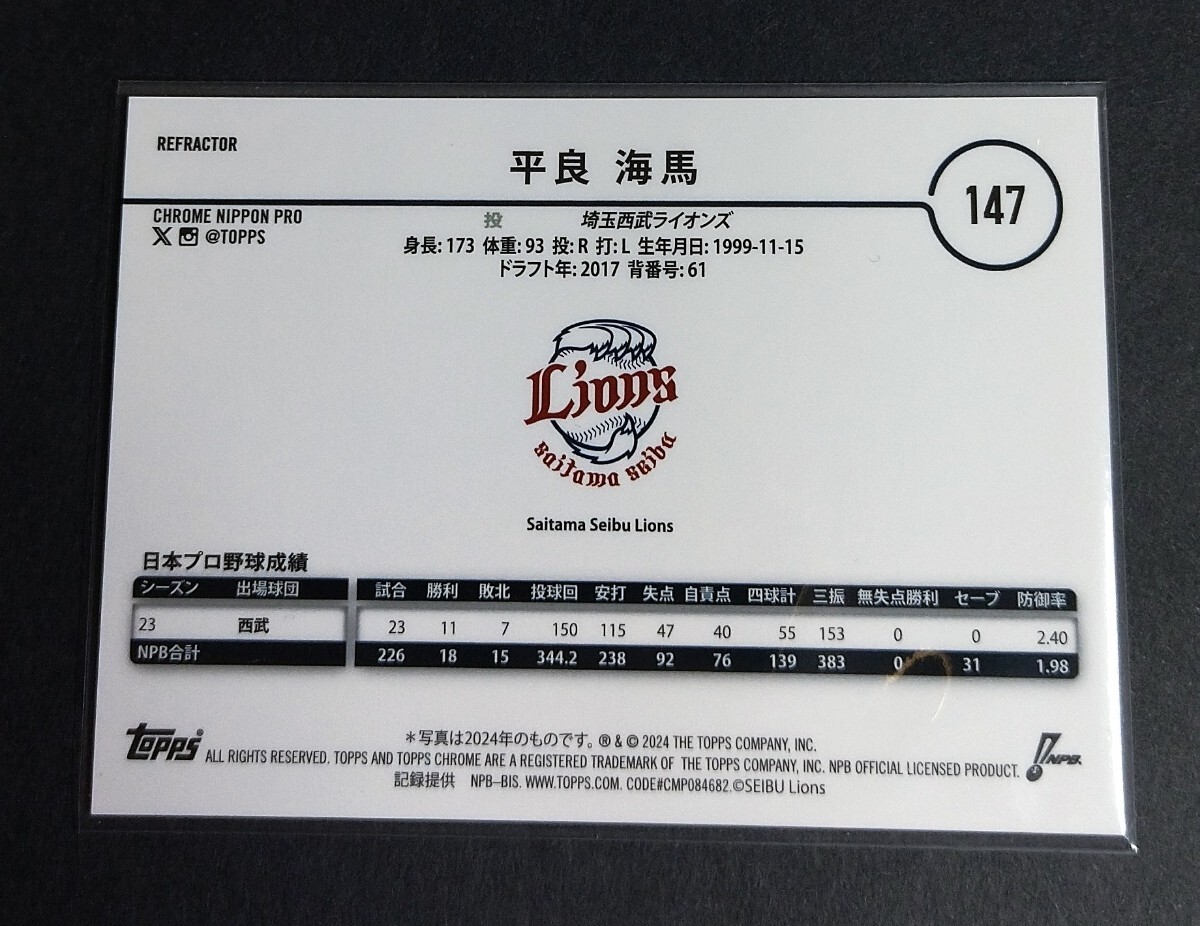 REFRACTOR
平良 海馬
147
CHROME NIPPON PRO
@TOPPS
投 埼玉西武ライオンズ
身長: 173 体重: 93 投: R 打: L 生年月日: 1999-11-15
ドラフト年: 2017 背番号: 61
Lions
saitama seibu
Saitama Seibu Lions
日本プロ野球成績
シーズン 出場球団 試合 勝利 敗北 投球回 安打 失点 自責点 四球計 三振 無失点勝利 セーブ 防御率
23 西武 23 11 7 150 115 47 40 55 153 0 0 2.40
NPB合計 226 18 15 344.2 238 92 76 139 383 0 31 1.98
topps
*写真は2024年のものです。 ® & © 2024 THE TOPPS COMPANY, INC.
ALL RIGHTS RESERVED. TOPPS AND TOPPS CHROME ARE A REGISTERED TRADEMARK OF THE TOPPS COMPANY, INC. NPB OFFICIAL LICENSED PRODUCT.
記録提供 NPB-BIS. WWW.TOPPS.COM. CODE#CMP084682.©SEIBU Lions
NPB